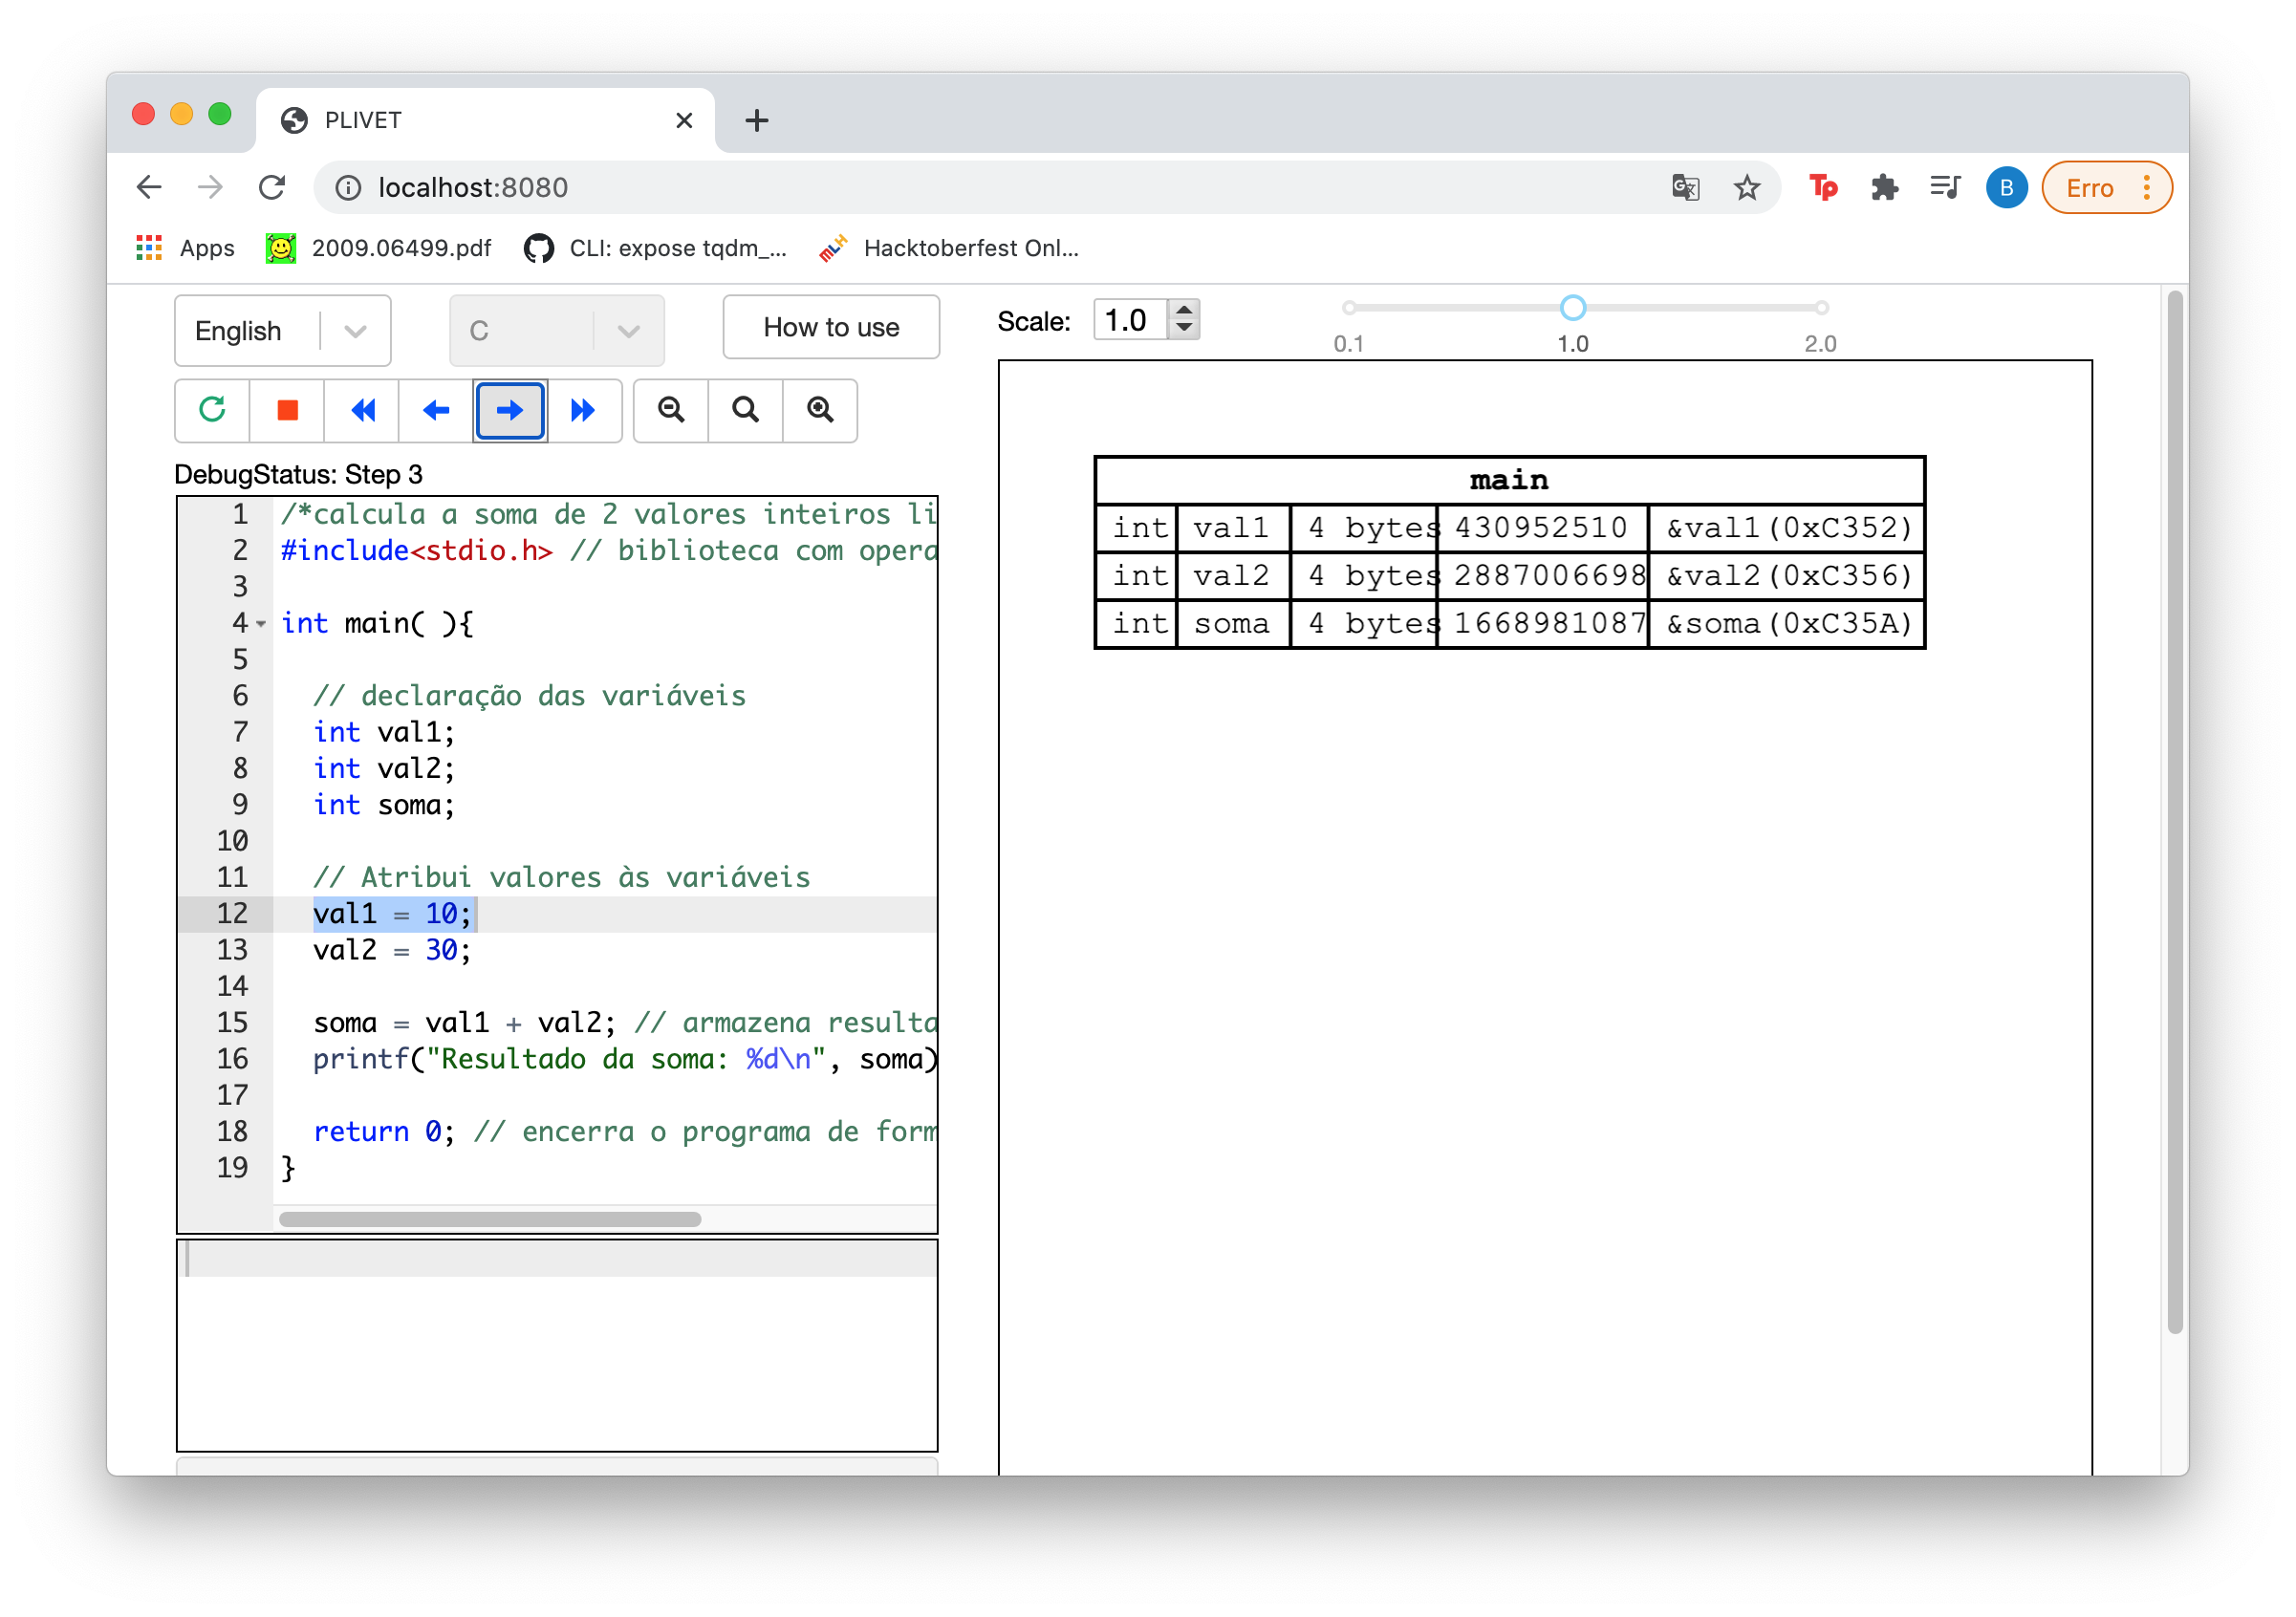 PLIVET
localhost:8080
Erro
B
Apps
2009.06499.pdf
CLI: expose tqdm_...
Hacktoberfest Onl...
English
C
How to use
Scale: 1.0
0.1 1.0 2.0
DebugStatus: Step 3
1 /*calcula a soma de 2 valores inteiros li
2 #include<stdio.h> // biblioteca com opera
3
4 int main( ){
5
6 // declaração das variáveis
7 int val1;
8 int val2;
9 int soma;
10
11 // Atribui valores às variáveis
12 val1 = 10;
13 val2 = 30;
14
15 soma = val1 + val2; // armazena resulta
16 printf("Resultado da soma: %d\n", soma)
17
18 return 0; // encerra o programa de form
19 }
main
int val1 4 bytes 430952510 &val1(0xC352)
int val2 4 bytes 2887006698 &val2(0xC356)
int soma 4 bytes 1668981087 &soma(0xC35A)